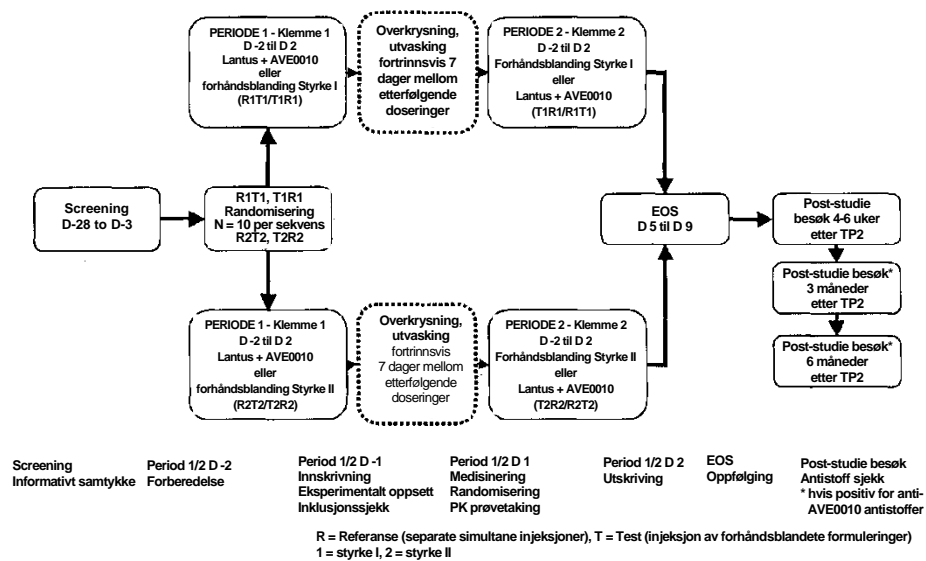 PERIODE 1 - Klemme 1
D -2 til D 2
Lantus + AVE0010
eller
forhåndsblanding Styrke I
(R1T1/T1R1)
Overkrysning,
utvasking
fortrinnsvis 7
dager mellom
etterfølgende
doseringer
PERIODE 2 - Klemme 2
D -2 til D 2
Forhåndsblanding Styrke I
eller
Lantus + AVE0010
(T1R1/R1T1)
Screening
D-28 to D-3
R1T1, T1R1
Randomisering
N = 10 per sekvens
R2T2, T2R2
EOS
D 5 til D 9
Post-studie
besøk 4-6 uker
etter TP2
Post-studie besøk*
3 måneder
etter TP2
Post-studie besøk*
6 måneder
etter TP2
PERIODE 1 - Klemme 1
D -2 til D 2
Lantus + AVE0010
eller
forhåndsblanding Styrke II
(R2T2/T2R2)
Overkrysning,
utvasking
fortinnsvis
7 dager mellom
etterfølgende
doseringer
PERIODE 2 - Klemme 2
D -2 til D 2
Forhåndsblanding Styrke II
eller
Lantus + AVE0010
(T2R2/R2T2)
Screening
Informativt samtykke
Period 1/2 D -2
Forberedelse
Period 1/2 D -1
Innskrivning
Eksperimentalt oppsett
Inklusjonssjekk
Period 1/2 D 1
Medisinering
Randomisering
PK prøvetaking
Period 1/2 D 2
Utskriving
EOS
Oppfølging
Post-studie besøk
Antistoff sjekk
* hvis positiv for anti-
AVE0010 antistoffer
R = Referanse (separate simultane injeksjoner), T = Test (injeksjon av forhåndsblandete formuleringer)
1 = styrke I, 2 = styrke II